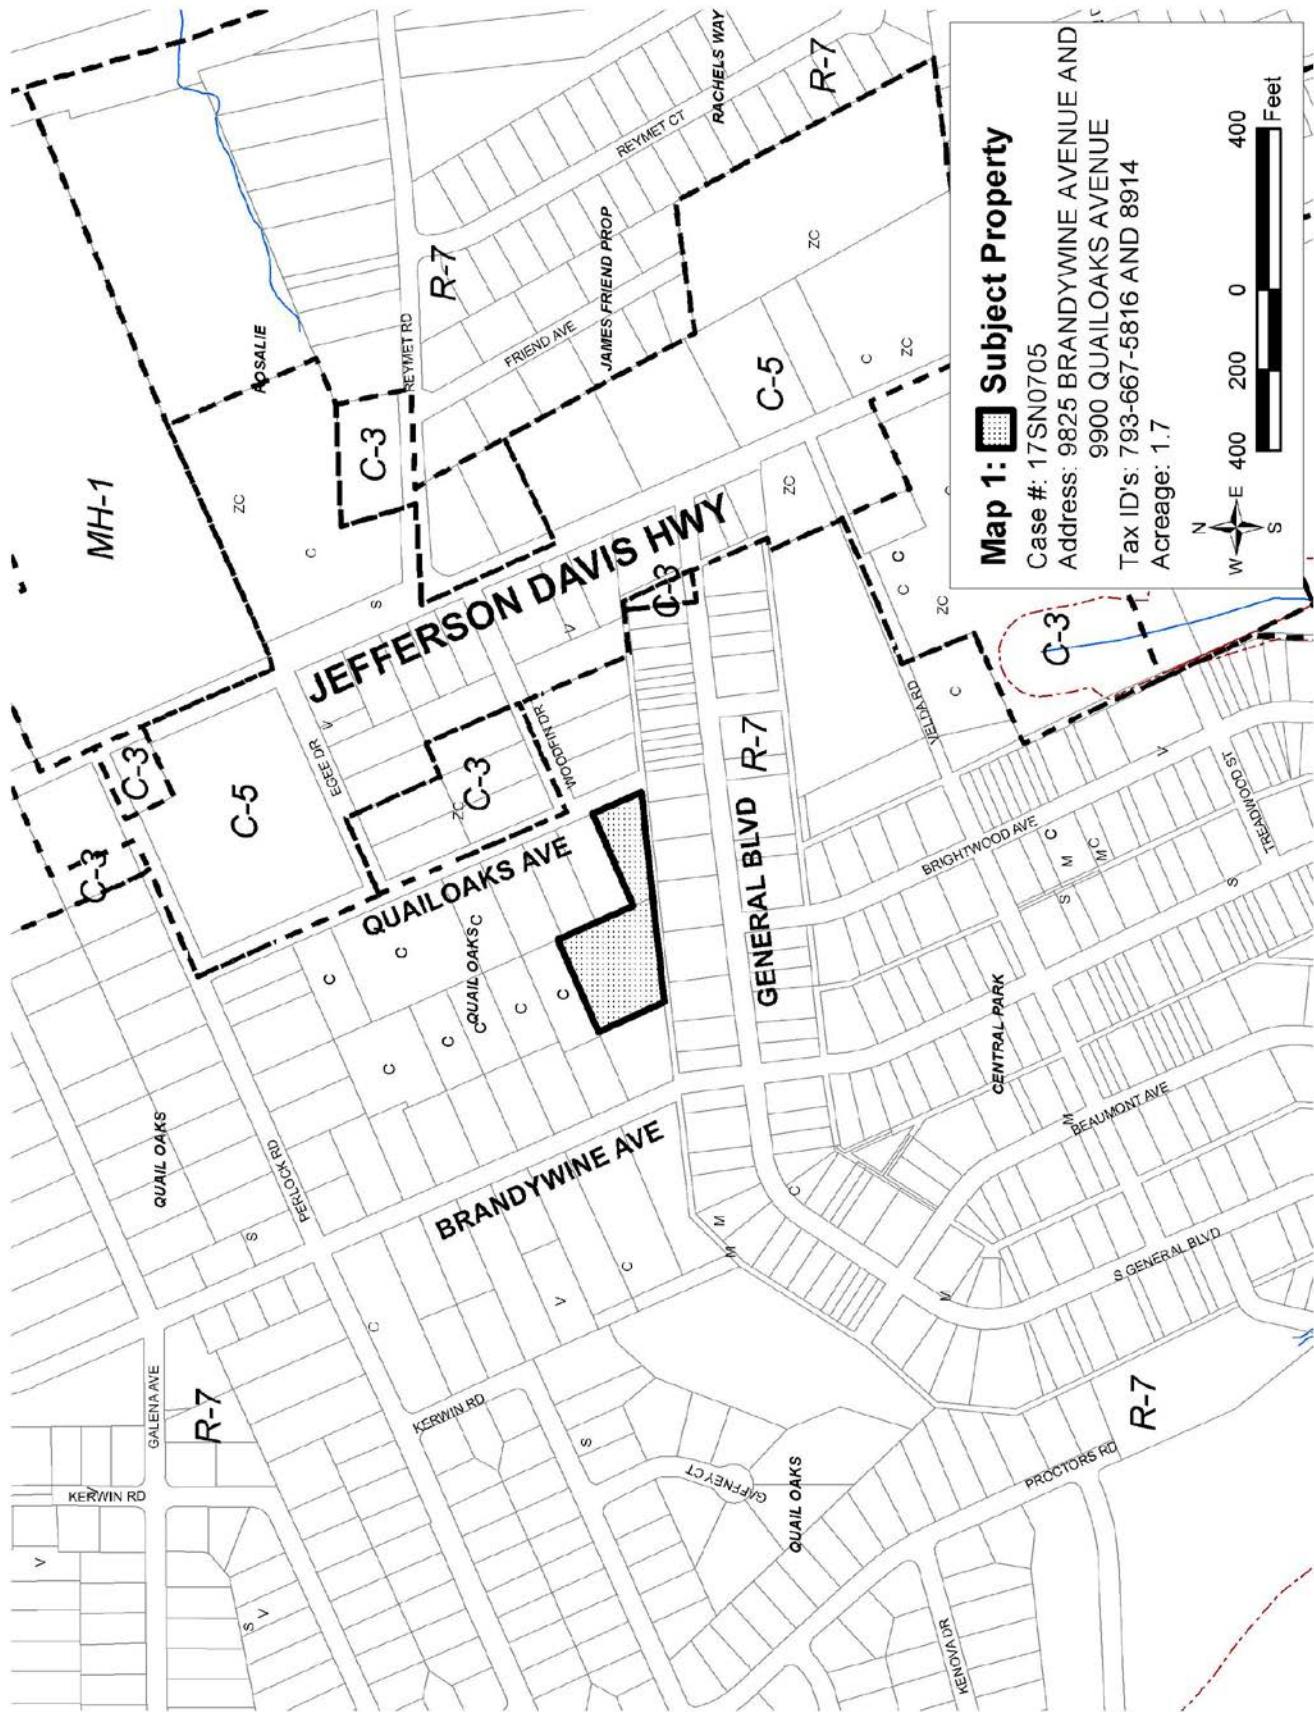 MH-1
ROSALIE
ZC
C
C-3
REYMET RD
R-7
REYMET CT
RACHELS WAY
R-7
FRIEND AVE
JAMES FRIEND PROP
ZC
S
JEFFERSON DAVIS HWY
C-5
C
ZC
C-3
C-3
C-5
EGEE DR
V
V
ZC
C-3
WOODFIN DR
C-3
ZC
QUAILOAKS AVE
GENERAL BLVD
R-7
VELDA RD
C
C
C
ZC
C
C-3
C
C
QUAIL OAKS
C
C
C
C
C
C
BRIGHTWOOD AVE
V
TREADWOOD ST
C
M
M
C
S
S
QUAIL OAKS
PERLOCK RD
S
BRANDYWINE AVE
CENTRAL PARK
M
BEAUMONT AVE
M
M
C
M
S GENERAL BLVD
C
V
C
GALENA AVE
R-7
KERWIN RD
KERWIN RD
V
V
S
V
S
GAFFNEY CT
QUAIL OAKS
PROCTORS RD
R-7
KENOVA DR
Map 1: Subject Property
Case #: 17SN0705
Address: 9825 BRANDYWINE AVENUE AND
9900 QUAILOAKS AVENUE
Tax ID's: 793-667-5816 AND 8914
Acreage: 1.7
N
W E
S
400 200 0 400
Feet